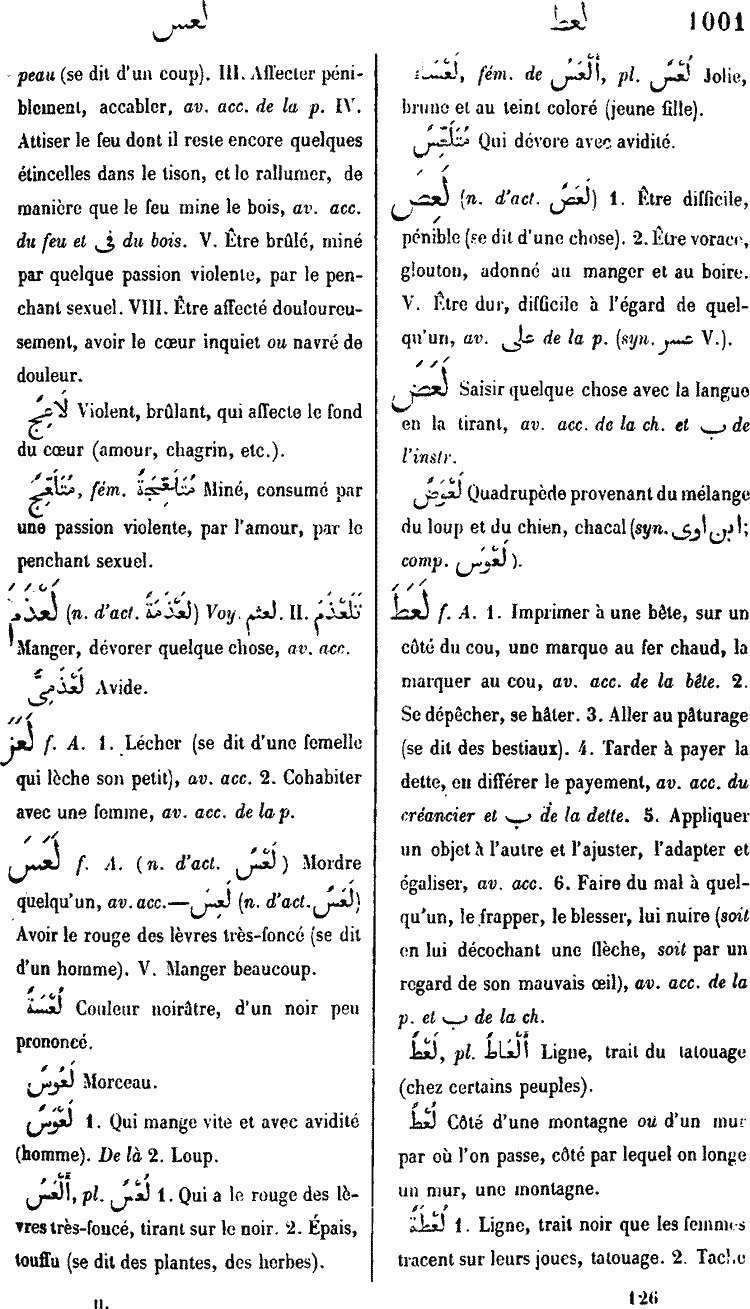 لعس
لعط
1001
peau (se dit d'un coup). III. Affecter péni-
blement, accabler, av. acc. de la p. IV.
Attiser le feu dont il reste encore quelques
étincelles dans le tison, et le rallumer, de
manière que le feu mine le bois, av. acc.
du feu et فى du bois. V. Être brûlé, miné
par quelque passion violente, par le pen-
chant sexuel. VIII. Être affecté douloureu-
sement, avoir le cœur inquiet ou navré de
douleur.
لَاعِجٌ Violent, brûlant, qui affecte le fond
du cœur (amour, chagrin, etc.).
مُتَلَعِّجٌ, fém. مُتَلَعِّجَةٌ Miné, consumé par
une passion violente, par l'amour, par le
penchant sexuel.
لَعْذَمَ (n. d'act. لَعْذَمَةٌ) Voy. لعثم. II. تَلَعْذَمَ
Manger, dévorer quelque chose, av. acc.
لَعْذَمِىٌّ Avide.
لَعَزَ f. A. 1. Lécher (se dit d'une femelle
qui lèche son petit), av. acc. 2. Cohabiter
avec une femme, av. acc. de la p.
لَعَسَ f. A. (n. d'act. لَعْسٌ) Mordre
quelqu'un, av. acc.—لَعِسَ (n. d'act. لَعَسٌ)
Avoir le rouge des lèvres très-foncé (se dit
d'un homme). V. Manger beaucoup.
لُعْسَةٌ Couleur noirâtre, d'un noir peu
prononcé.
لَعُوسٌ Morceau.
لَعْوَسٌ 1. Qui mange vite et avec avidité
(homme). De là 2. Loup.
أَلْعَسُ, pl. لُعْسٌ 1. Qui a le rouge des lè-
vres très-foncé, tirant sur le noir. 2. Épais,
touffu (se dit des plantes, des herbes).
II.
لَعْسَاءُ, fém. de أَلْعَسُ, pl. لُعْسٌ Jolie,
brune et au teint coloré (jeune fille).
مُتَلَعِّسٌ Qui dévore avec avidité.
لَعِصَ (n. d'act. لَعَصٌ) 1. Être difficile,
pénible (se dit d'une chose). 2. Être vorace,
glouton, adonné au manger et au boire.
V. Être dur, difficile à l'égard de quel-
qu'un, av. على de la p. (syn. عسر V.).
لَعَضَ Saisir quelque chose avec la langue
en la tirant, av. acc. de la ch. et ب de
l'instr.
لَعْوَضٌ Quadrupède provenant du mélange
du loup et du chien, chacal (syn. ابن اوى;
comp. لَعْوَسٌ).
لَعَطَ f. A. 1. Imprimer à une bête, sur un
côté du cou, une marque au fer chaud, la
marquer au cou, av. acc. de la bête. 2.
Se dépêcher, se hâter. 3. Aller au pâturage
(se dit des bestiaux). 4. Tarder à payer la
dette, en différer le payement, av. acc. du
créancier et ب de la dette. 5. Appliquer
un objet à l'autre et l'ajuster, l'adapter et
égaliser, av. acc. 6. Faire du mal à quel-
qu'un, le frapper, le blesser, lui nuire (soit
en lui décochant une flèche, soit par un
regard de son mauvais œil), av. acc. de la
p. et ب de la ch.
لَعْطٌ, pl. أَلْعَاطٌ Ligne, trait du tatouage
(chez certains peuples).
لُعْطٌ Côté d'une montagne ou d'un mur
par où l'on passe, côté par lequel on longe
un mur, une montagne.
لُعْطَةٌ 1. Ligne, trait noir que les femmes
tracent sur leurs joues, tatouage. 2. Tache
126